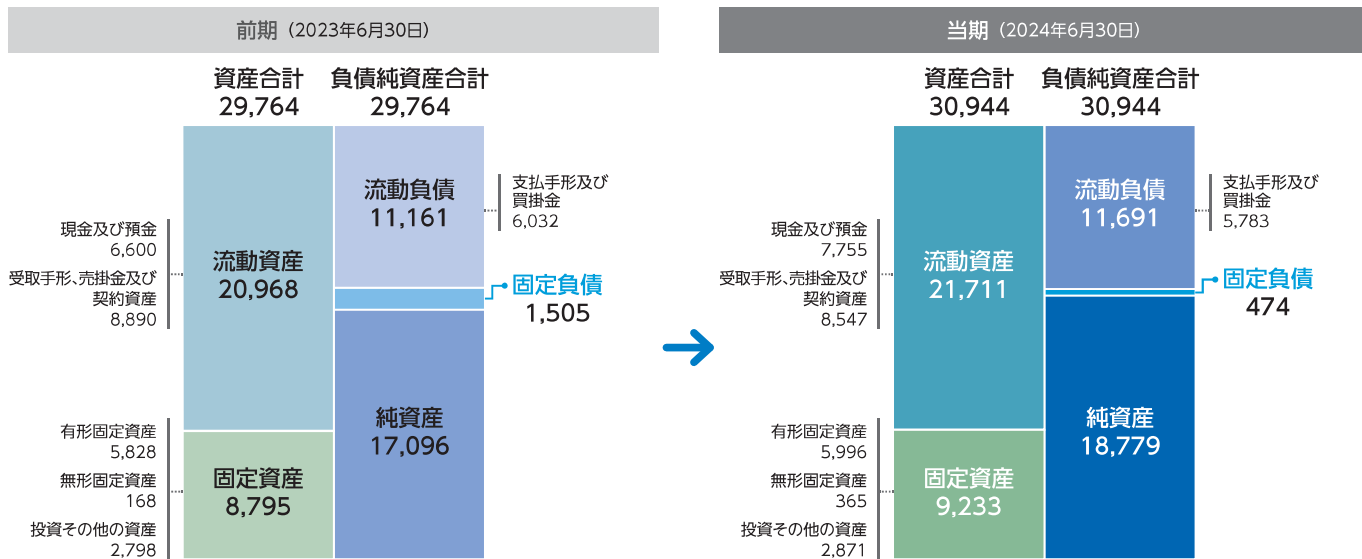 前期（2023年6月30日）
資産合計
29,764
負債純資産合計
29,764
現金及び預金
6,600
受取手形、売掛金及び
契約資産
8,890
流動資産
20,968
有形固定資産
5,828
無形固定資産
168
投資その他の資産
2,798
固定資産
8,795
流動負債
11,161
支払手形及び
買掛金
6,032
固定負債
1,505
純資産
17,096
当期（2024年6月30日）
資産合計
30,944
負債純資産合計
30,944
現金及び預金
7,755
受取手形、売掛金及び
契約資産
8,547
流動資産
21,711
有形固定資産
5,996
無形固定資産
365
投資その他の資産
2,871
固定資産
9,233
流動負債
11,691
支払手形及び
買掛金
5,783
固定負債
474
純資産
18,779